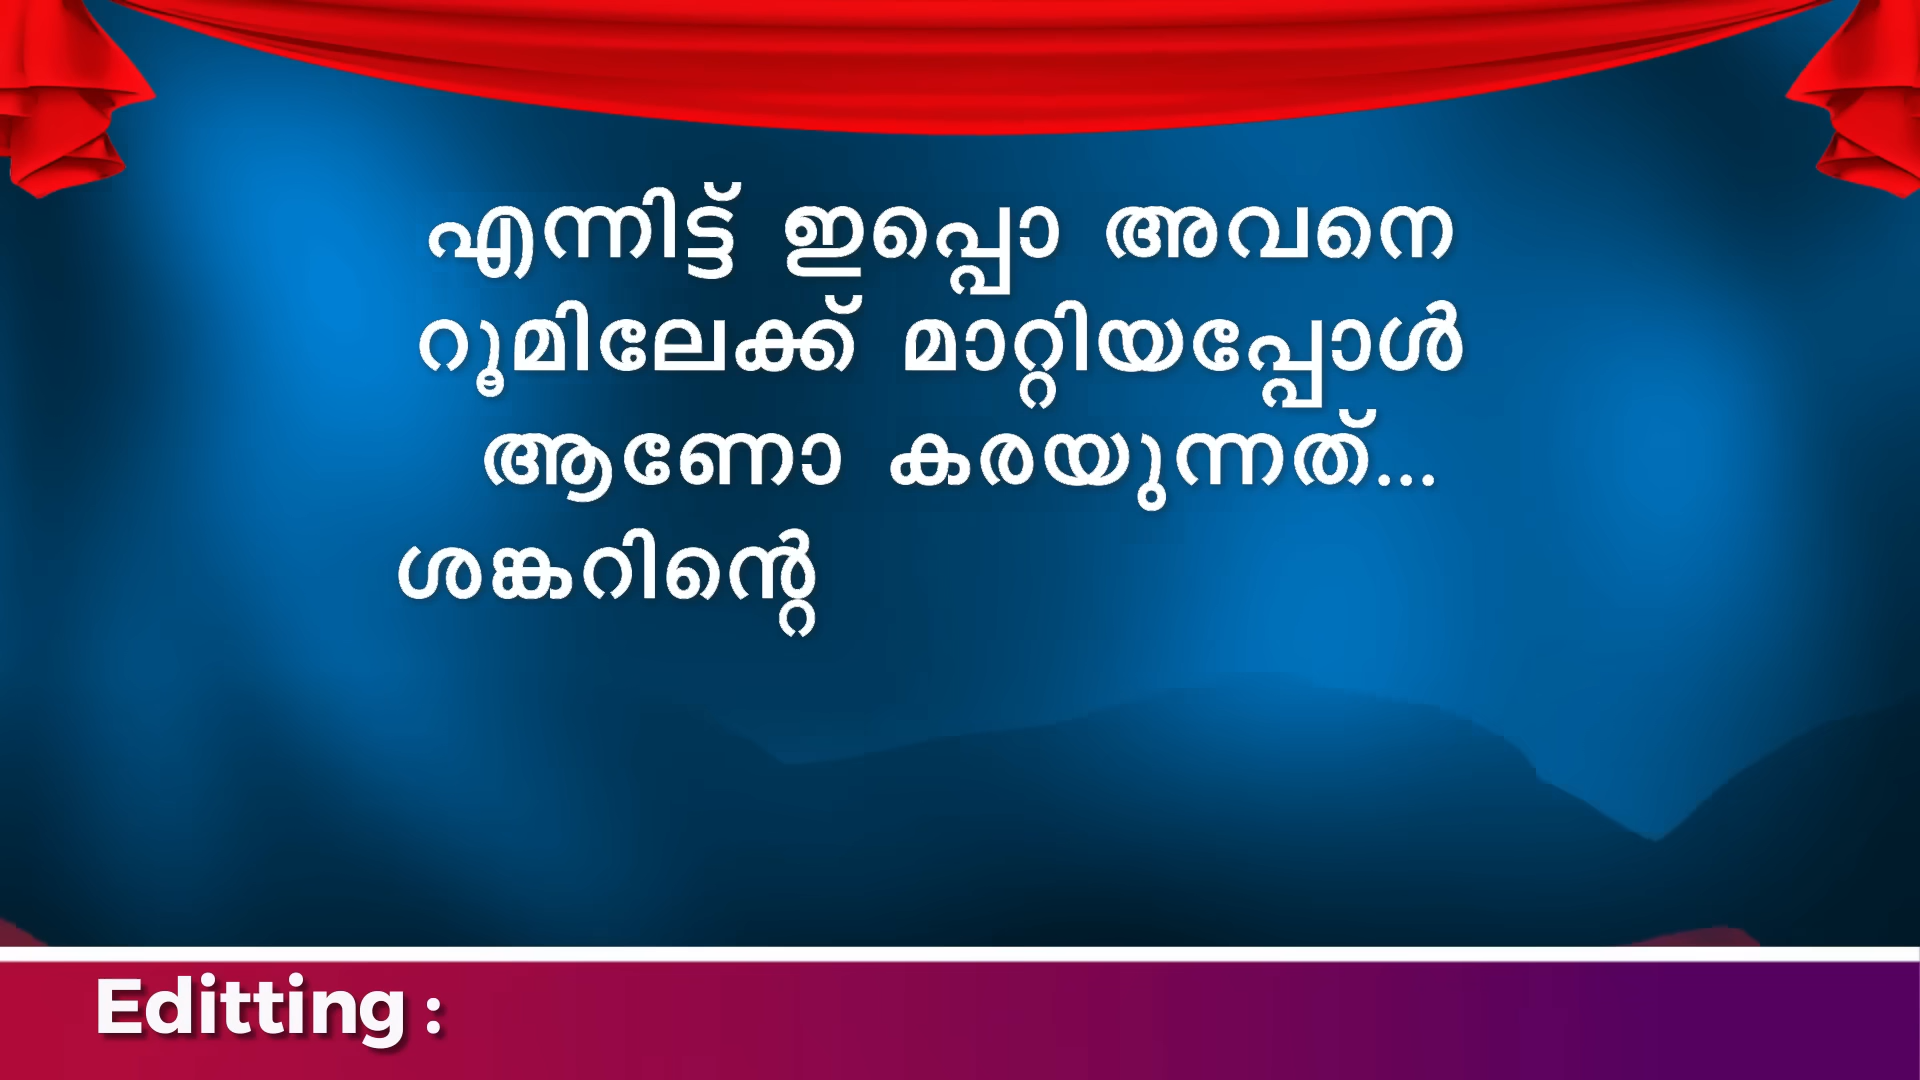 എന്നിട്ട് ഇപ്പൊ അവനെ
റൂമിലേക്ക് മാറ്റിയപ്പോൾ
ആണോ കരയുന്നത്...
ശങ്കറിന്റെ
Editting :